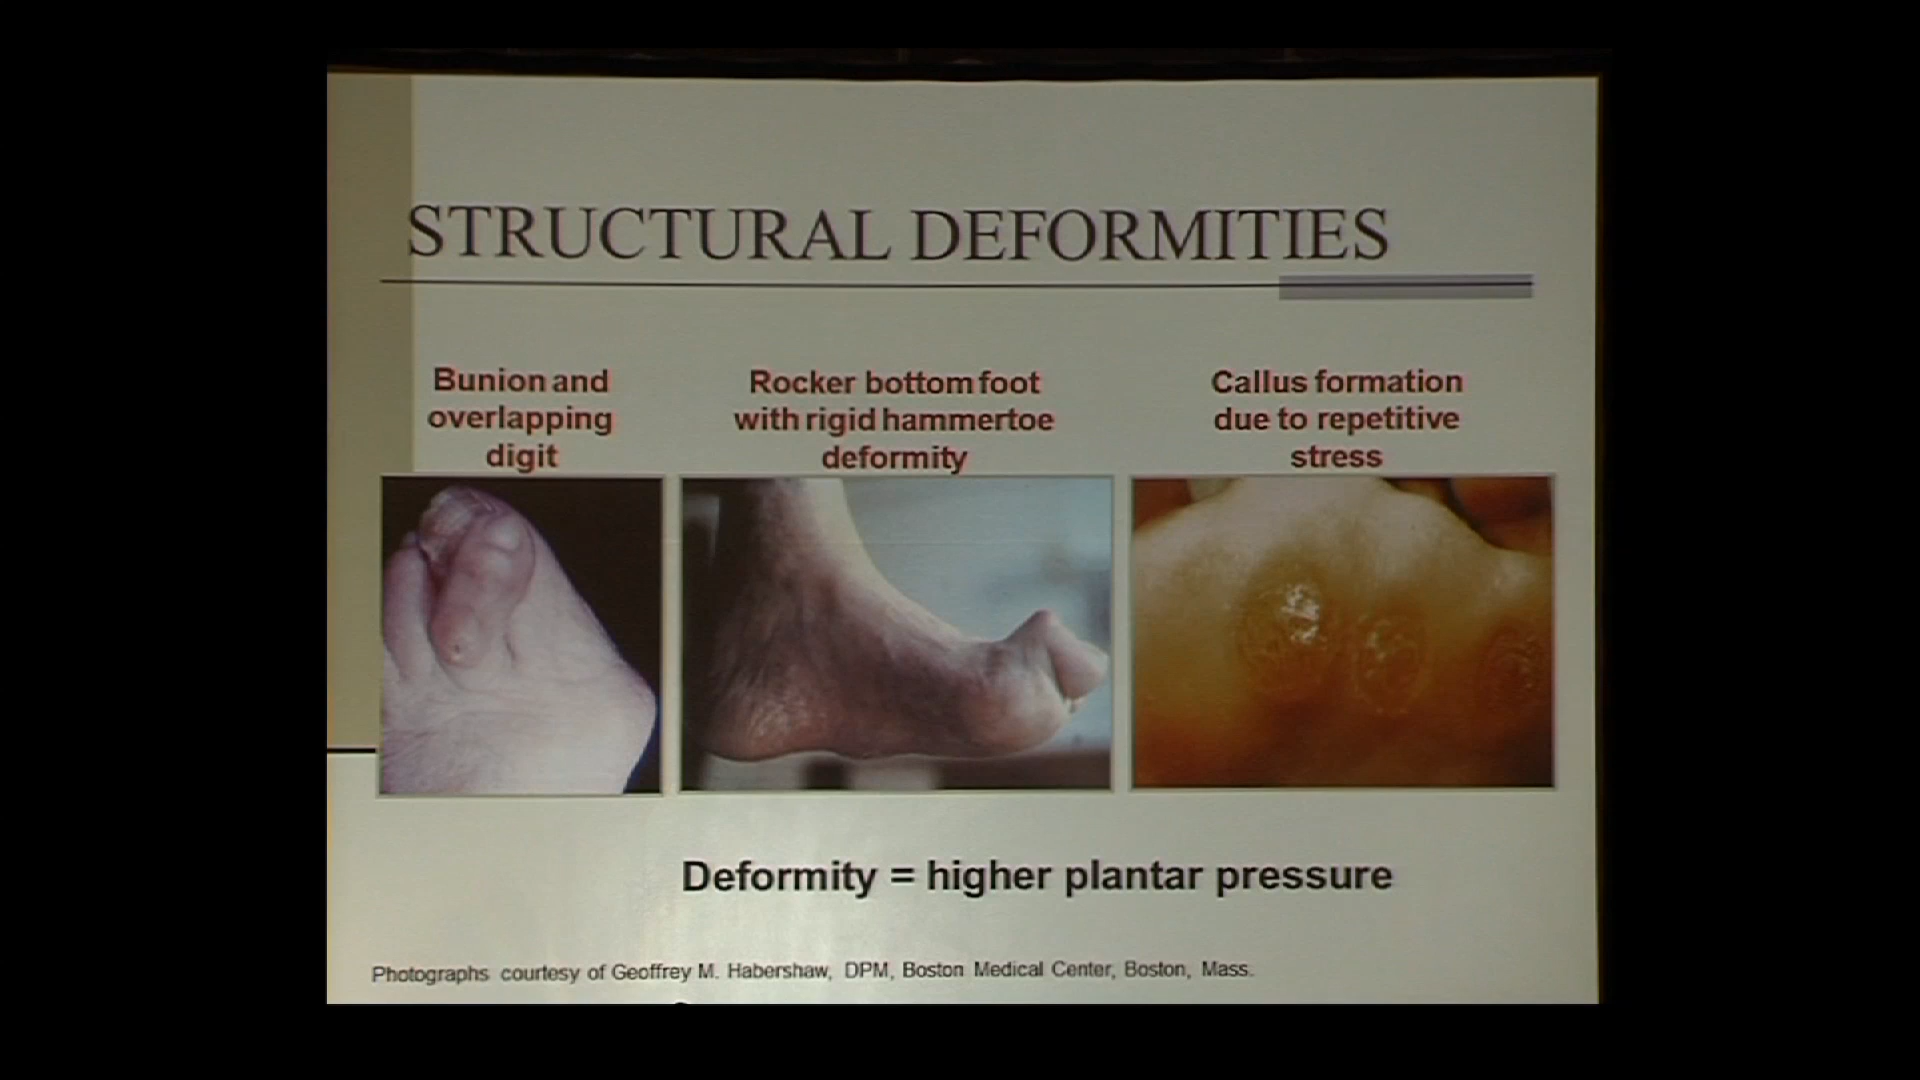 STRUCTURAL DEFORMITIES
Bunion and
overlapping
digit
Rocker bottom foot
with rigid hammertoe
deformity
Callus formation
due to repetitive
stress
Deformity = higher plantar pressure
Photographs courtesy of Geoffrey M. Habershaw, DPM, Boston Medical Center, Boston, Mass.